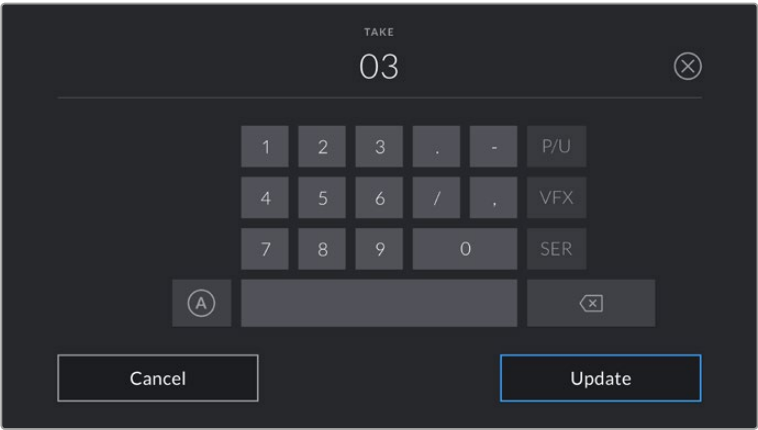 TAKE
03
1 2 3 . - P/U
4 5 6 / , VFX
7 8 9 0 SER
A
Cancel Update